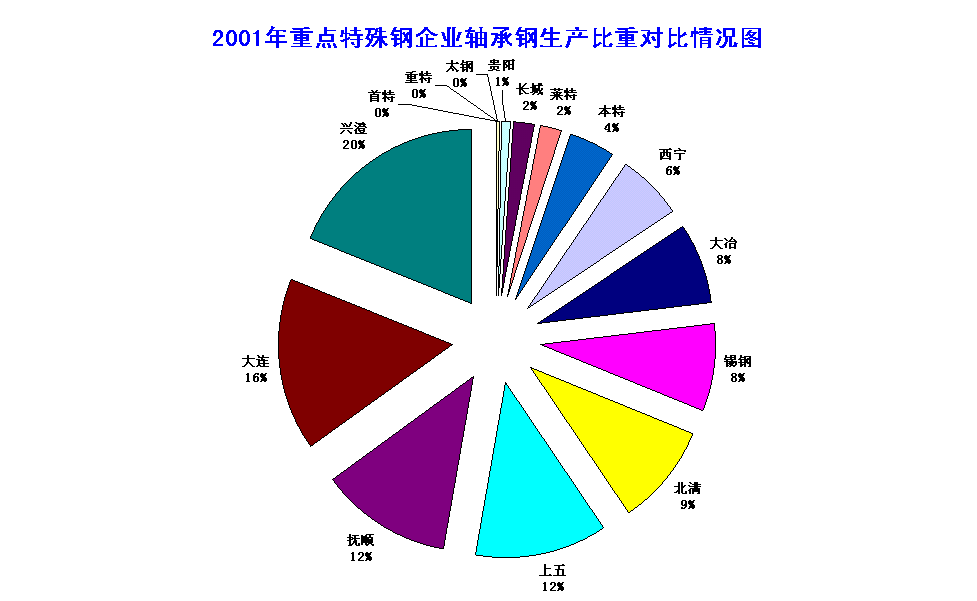 2001年重点特殊钢企业轴承钢生产比重对比情况图
太钢
0%
贵阳
1%
重特
0%
长城
2%
莱特
2%
首特
0%
本特
4%
兴澄
20%
西宁
6%
大冶
8%
大连
16%
锡钢
8%
北满
9%
抚顺
12%
上五
12%